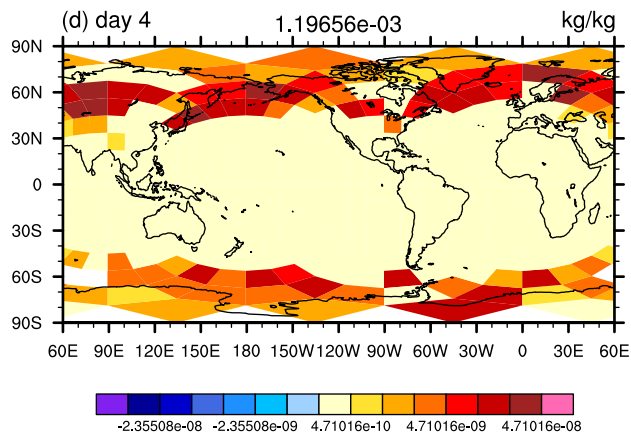 (d) day 4 1.19656e-03 kg/kg
90N
60N
30N
0
30S
60S
90S
60E 90E 120E 150E 180 150W 120W 90W 60W 30W 0 30E 60E
-2.35508e-08 -2.35508e-09 4.71016e-10 4.71016e-09 4.71016e-08